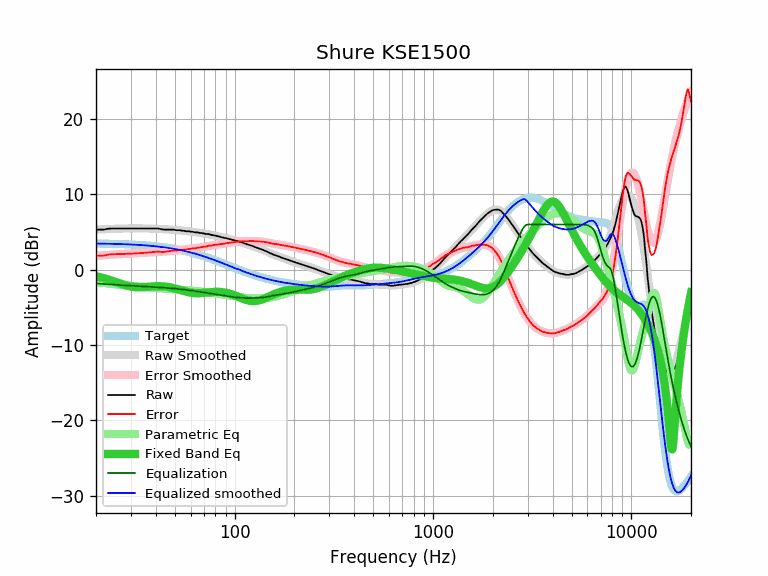 Shure KSE1500
Amplitude (dBr)
20
10
0
−10
−20
−30
Target
Raw Smoothed
Error Smoothed
Raw
Error
Parametric Eq
Fixed Band Eq
Equalization
Equalized smoothed
100
1000
10000
Frequency (Hz)